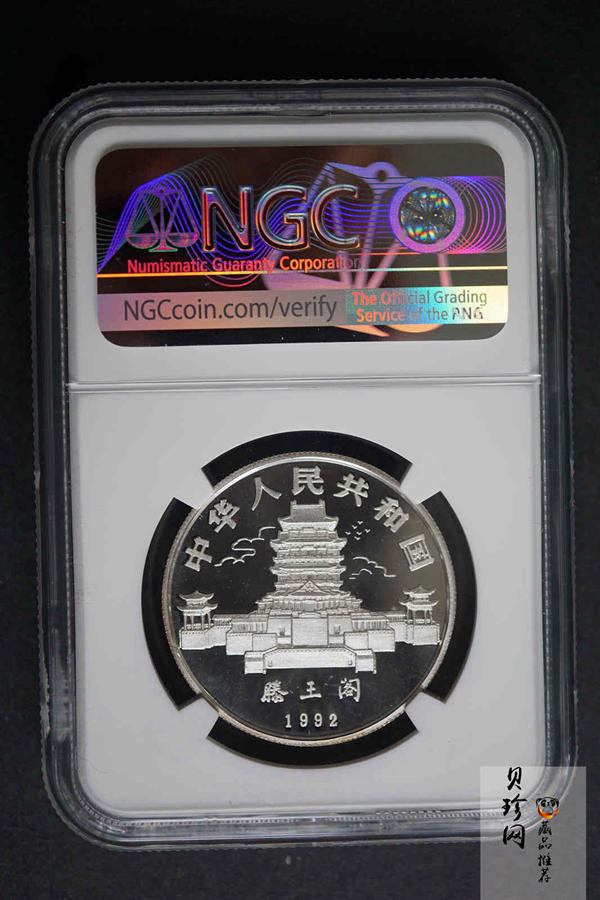 NGC
Numismatic Guaranty Corporation
NGCcoin.com/verify
The Official Grading
Service of the PNG
中华人民共和国
滕王阁
1992
贝珍网
藏品推荐